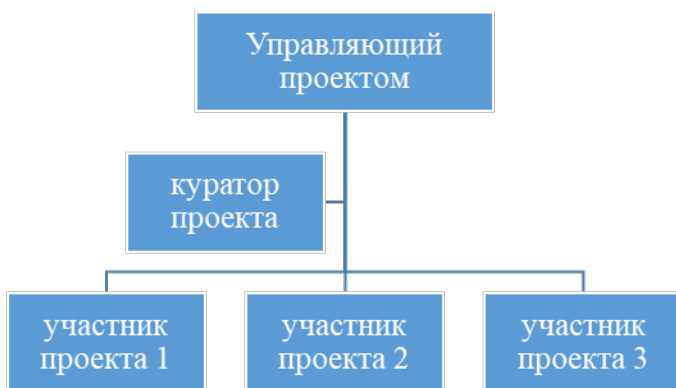 Управляющий
проектом
куратор
проекта
участник
проекта 1
участник
проекта 2
участник
проекта 3